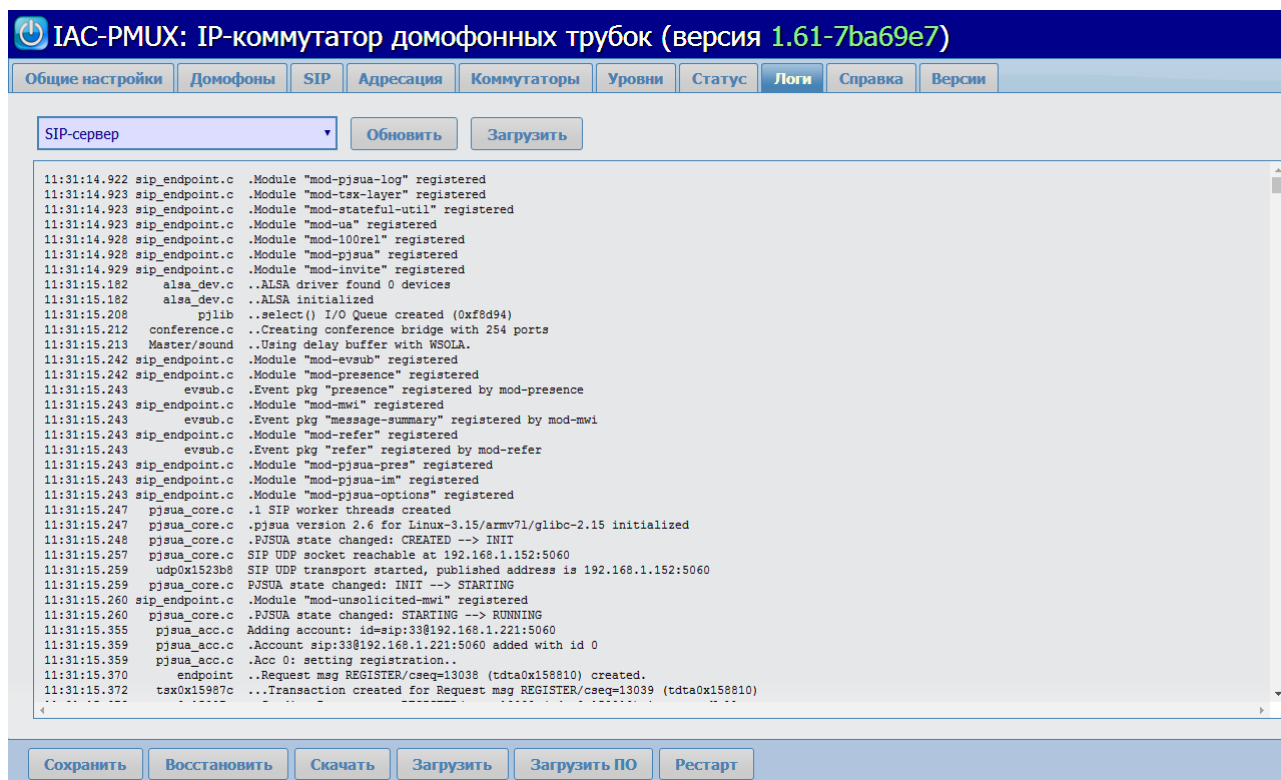 IAC-PMUX: IP-коммутатор домофонных трубок (версия 1.61-7ba69e7)
Общие настройки Домофоны SIP Адресация Коммутаторы Уровни Статус Логи Справка Версии
SIP-сервер Обновить Загрузить
11:31:14.922 sip_endpoint.c .Module "mod-pjsua-log" registered
11:31:14.923 sip_endpoint.c .Module "mod-tsx-layer" registered
11:31:14.923 sip_endpoint.c .Module "mod-stateful-util" registered
11:31:14.923 sip_endpoint.c .Module "mod-ua" registered
11:31:14.928 sip_endpoint.c .Module "mod-100rel" registered
11:31:14.928 sip_endpoint.c .Module "mod-pjsua" registered
11:31:14.929 sip_endpoint.c .Module "mod-invite" registered
11:31:15.182 alsa_dev.c ..ALSA driver found 0 devices
11:31:15.182 alsa_dev.c ..ALSA initialized
11:31:15.208 pjlib ..select() I/O Queue created (0xf8d94)
11:31:15.212 conference.c ..Creating conference bridge with 254 ports
11:31:15.213 Master/sound ..Using delay buffer with WSOLA.
11:31:15.242 sip_endpoint.c .Module "mod-evsub" registered
11:31:15.242 sip_endpoint.c .Module "mod-presence" registered
11:31:15.243 evsub.c .Event pkg "presence" registered by mod-presence
11:31:15.243 sip_endpoint.c .Module "mod-mwi" registered
11:31:15.243 evsub.c .Event pkg "message-summary" registered by mod-mwi
11:31:15.243 sip_endpoint.c .Module "mod-refer" registered
11:31:15.243 evsub.c .Event pkg "refer" registered by mod-refer
11:31:15.243 sip_endpoint.c .Module "mod-pjsua-pres" registered
11:31:15.243 sip_endpoint.c .Module "mod-pjsua-im" registered
11:31:15.243 sip_endpoint.c .Module "mod-pjsua-options" registered
11:31:15.247 pjsua_core.c .1 SIP worker threads created
11:31:15.247 pjsua_core.c .pjsua version 2.6 for Linux-3.15/armv7l/glibc-2.15 initialized
11:31:15.248 pjsua_core.c .PJSUA state changed: CREATED --> INIT
11:31:15.257 pjsua_core.c SIP UDP socket reachable at 192.168.1.152:5060
11:31:15.259 udp0x1523b8 SIP UDP transport started, published address is 192.168.1.152:5060
11:31:15.259 pjsua_core.c PJSUA state changed: INIT --> STARTING
11:31:15.260 sip_endpoint.c .Module "mod-unsolicited-mwi" registered
11:31:15.260 pjsua_core.c .PJSUA state changed: STARTING --> RUNNING
11:31:15.355 pjsua_acc.c Adding account: id=sip:33@192.168.1.221:5060
11:31:15.359 pjsua_acc.c .Account sip:33@192.168.1.221:5060 added with id 0
11:31:15.359 pjsua_acc.c .Acc 0: setting registration..
11:31:15.370 endpoint ..Request msg REGISTER/cseq=13038 (tdta0x158810) created.
11:31:15.372 tsx0x15987c ...Transaction created for Request msg REGISTER/cseq=13039 (tdta0x158810)
Сохранить Восстановить Скачать Загрузить Загрузить ПО Рестарт